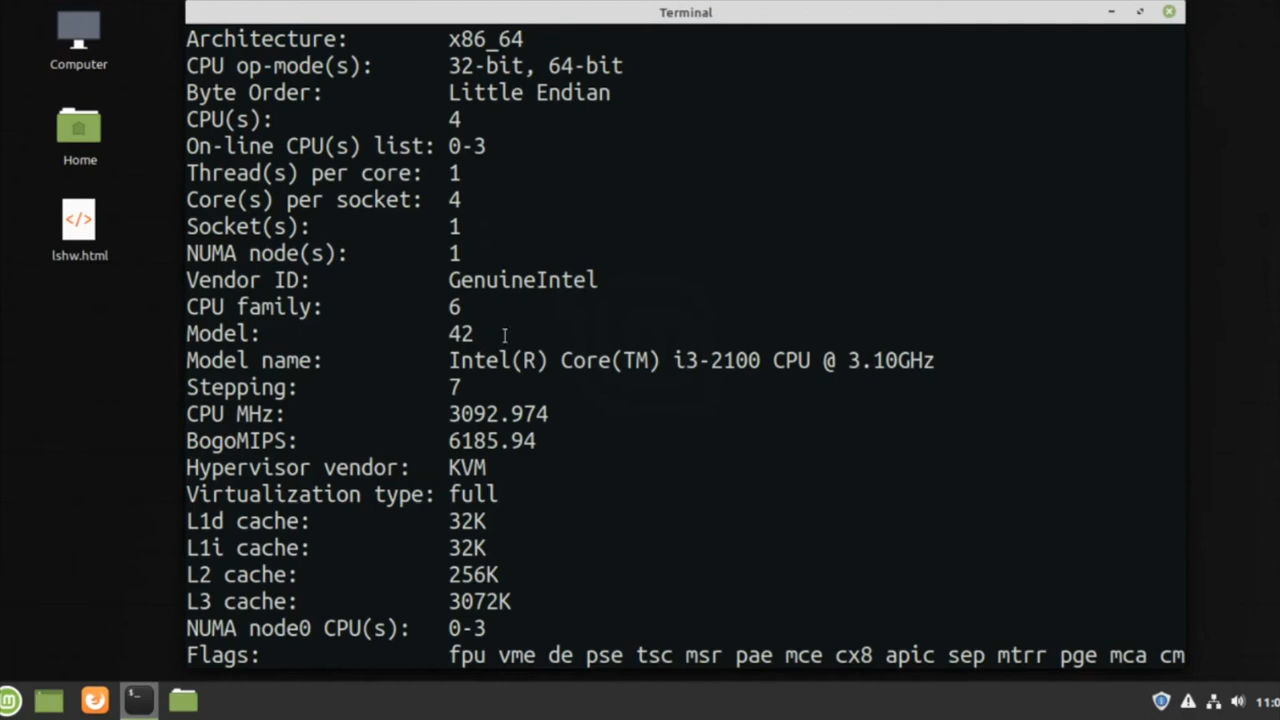 Terminal
Computer
Home
lshw.html
Architecture: x86_64
CPU op-mode(s): 32-bit, 64-bit
Byte Order: Little Endian
CPU(s): 4
On-line CPU(s) list: 0-3
Thread(s) per core: 1
Core(s) per socket: 4
Socket(s): 1
NUMA node(s): 1
Vendor ID: GenuineIntel
CPU family: 6
Model: 42
Model name: Intel(R) Core(TM) i3-2100 CPU @ 3.10GHz
Stepping: 7
CPU MHz: 3092.974
BogoMIPS: 6185.94
Hypervisor vendor: KVM
Virtualization type: full
L1d cache: 32K
L1i cache: 32K
L2 cache: 256K
L3 cache: 3072K
NUMA node0 CPU(s): 0-3
Flags: fpu vme de pse tsc msr pae mce cx8 apic sep mtrr pge mca cm